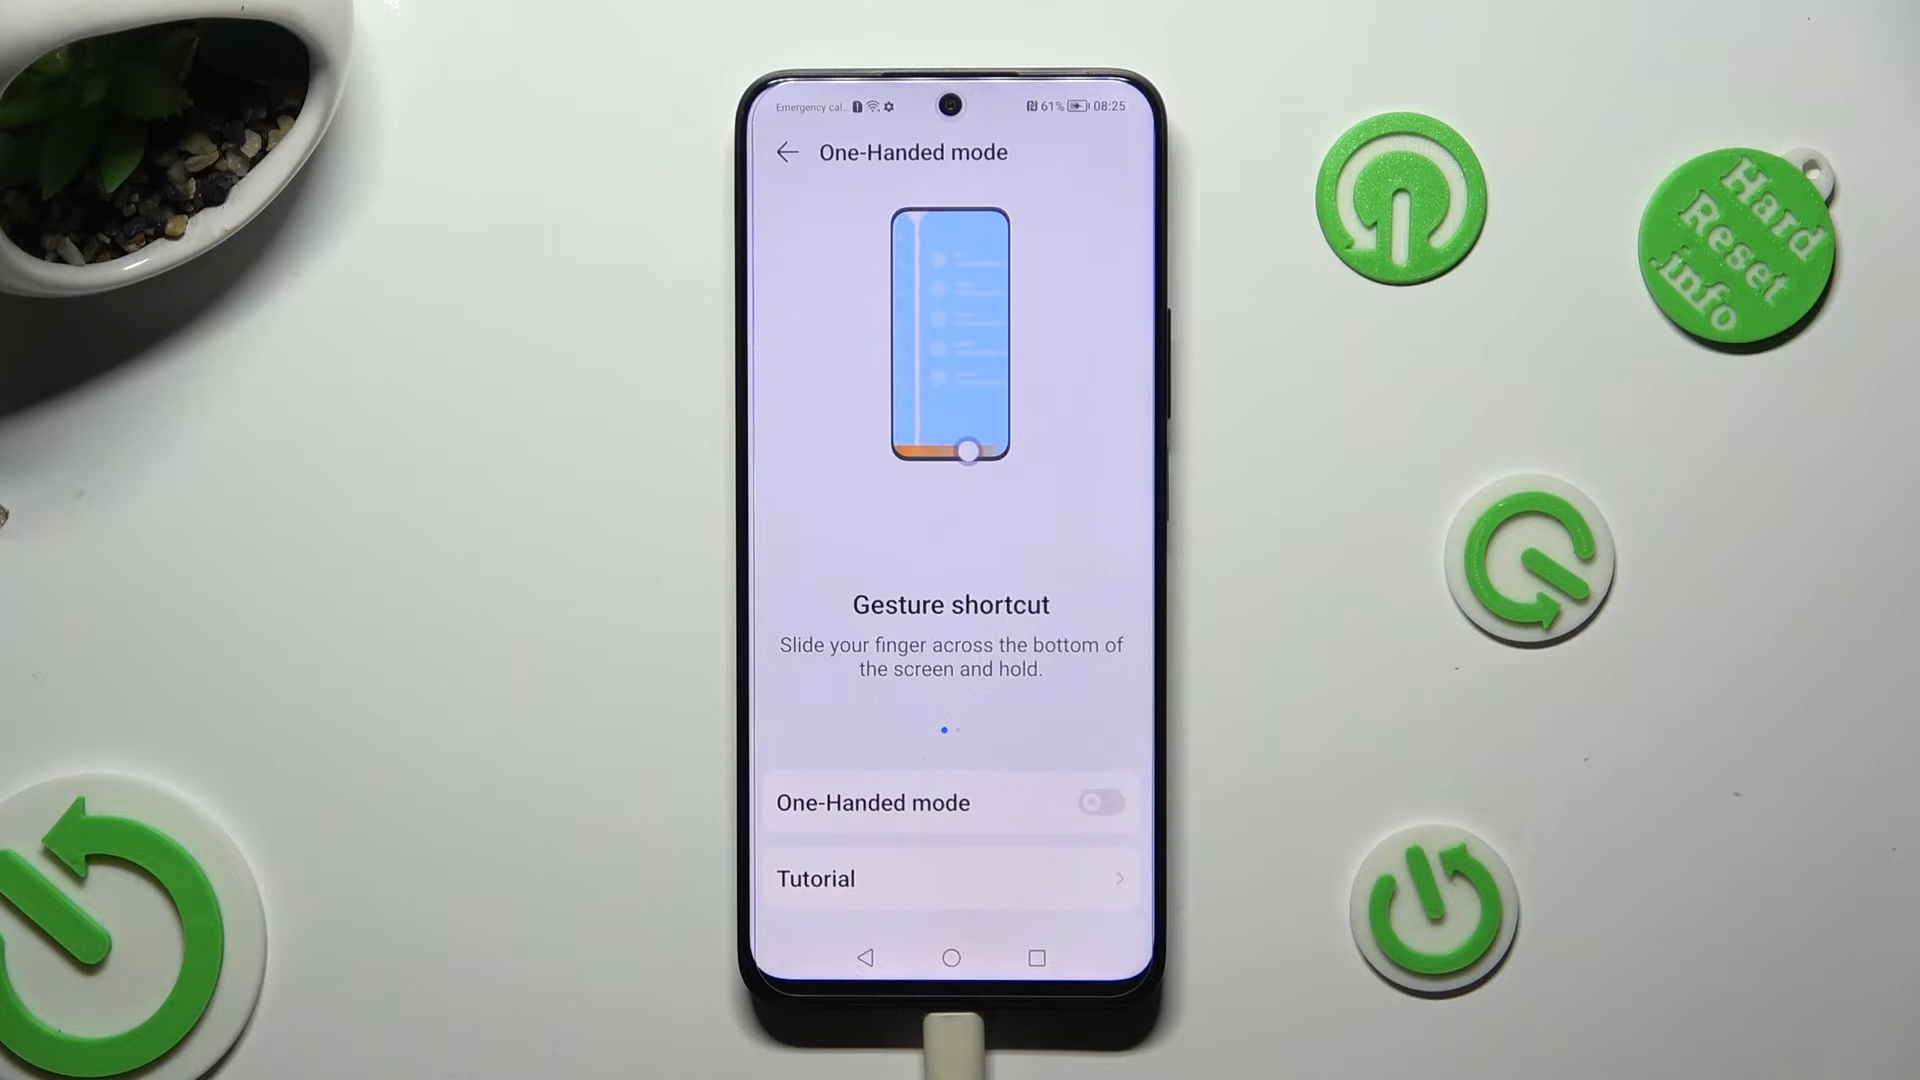 Emergency cal...
61% 08:25
One-Handed mode
Gesture shortcut
Slide your finger across the bottom of
the screen and hold.
One-Handed mode
Tutorial
Hard
Reset
.info